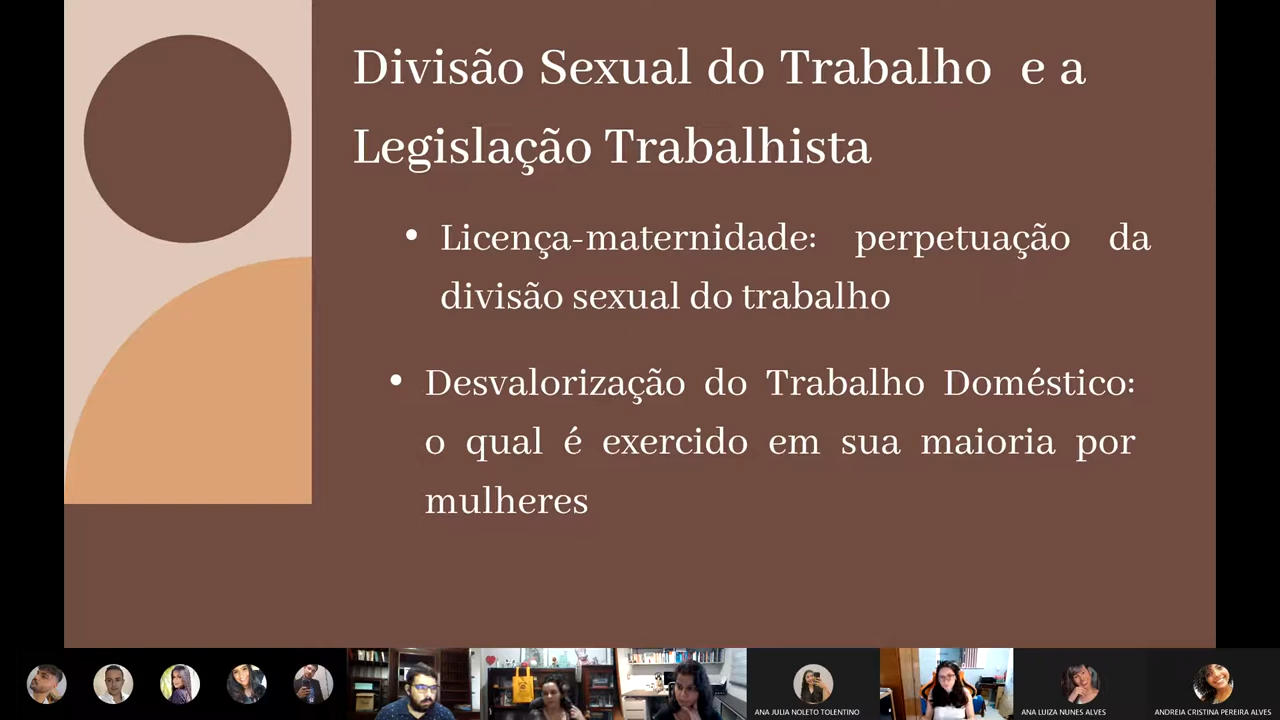 Divisão Sexual do Trabalho e a
Legislação Trabalhista
• Licença-maternidade: perpetuação da
divisão sexual do trabalho
• Desvalorização do Trabalho Doméstico:
o qual é exercido em sua maioria por
mulheres
ANA JULIA NOLETO TOLENTINO
ANA LUIZA NUNES ALVES
ANDREIA CRISTINA PEREIRA ALVES